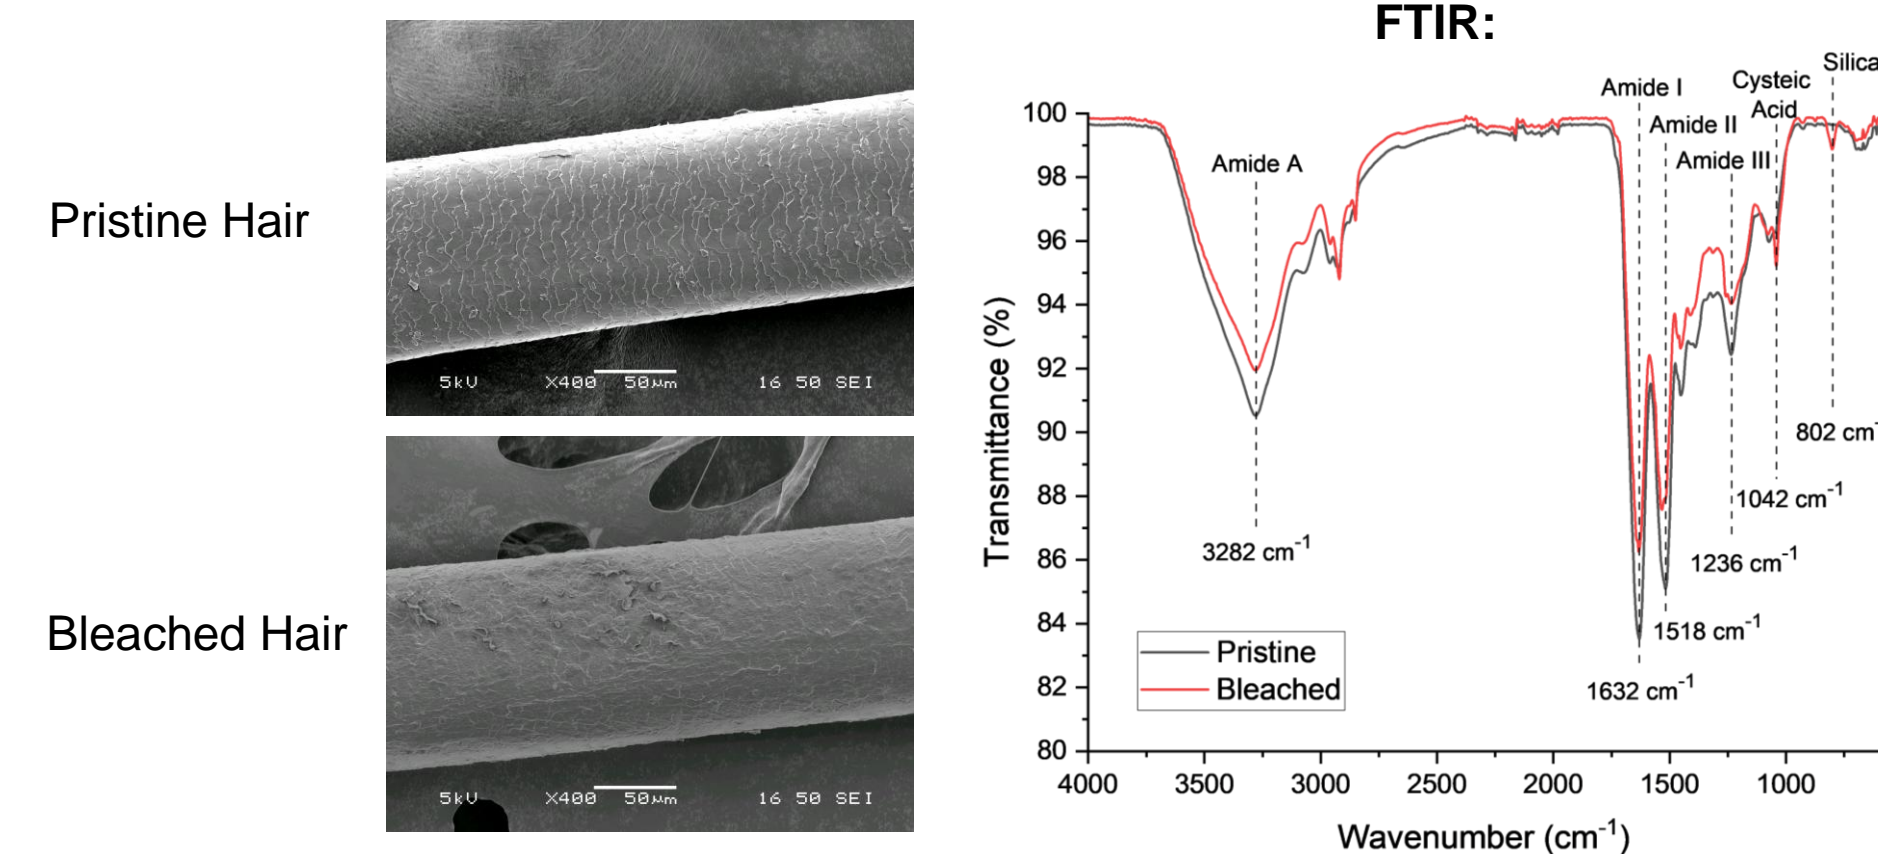 FTIR:
Pristine Hair
5kV X400 50µm 16 50 SEI
Bleached Hair
5kV X400 50µm 16 50 SEI
Silica
Cysteic
Acid
Amide I
Amide II
Amide III
Amide A
100
98
96
94
92
90
88
86
84
82
80
Transmittance (%)
802 cm⁻
1042 cm⁻¹
1236 cm⁻¹
3282 cm⁻¹
1518 cm⁻¹
1632 cm⁻¹
Pristine
Bleached
4000 3500 3000 2500 2000 1500 1000
Wavenumber (cm⁻¹)